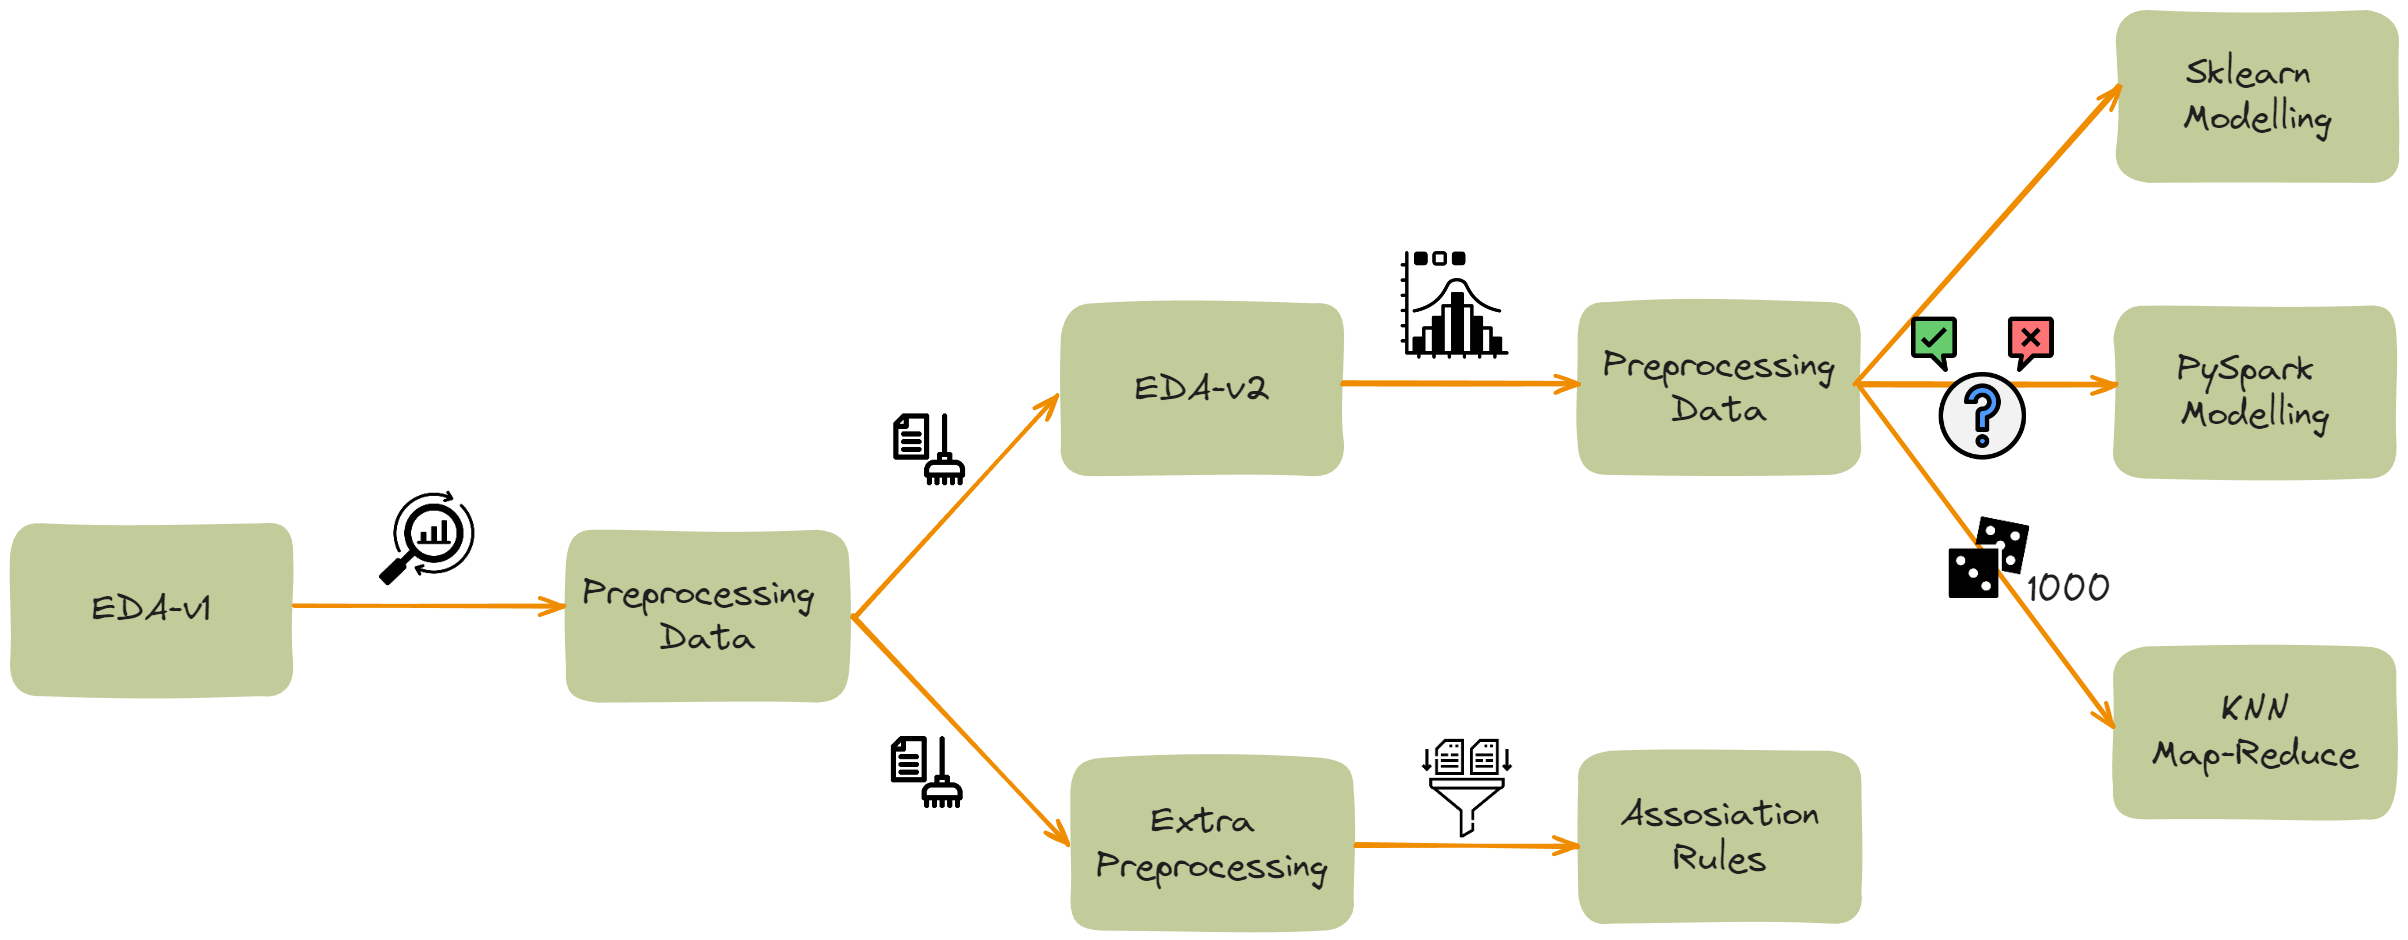 Sklearn
Modelling
EDA-v2
Preprocessing
Data
PySpark
Modelling
EDA-v1
Preprocessing
Data
1000
KNN
Map-Reduce
Extra
Preprocessing
Assosiation
Rules